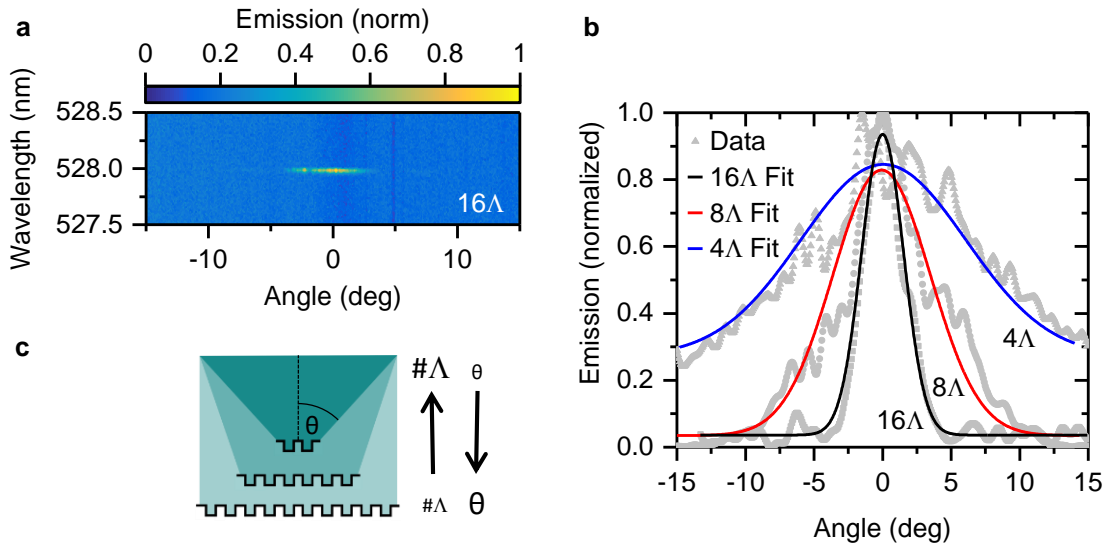 a
Emission (norm)
0 0.2 0.4 0.6 0.8 1
Wavelength (nm)
528.5
528.0
527.5
16Λ
-10 0 10
Angle (deg)
b
Emission (normalized)
1.0
0.8
0.6
0.4
0.2
0.0
Data
16Λ Fit
8Λ Fit
4Λ Fit
4Λ
8Λ
16Λ
-15 -10 -5 0 5 10 15
Angle (deg)
c
θ
#Λ θ
#Λ θ